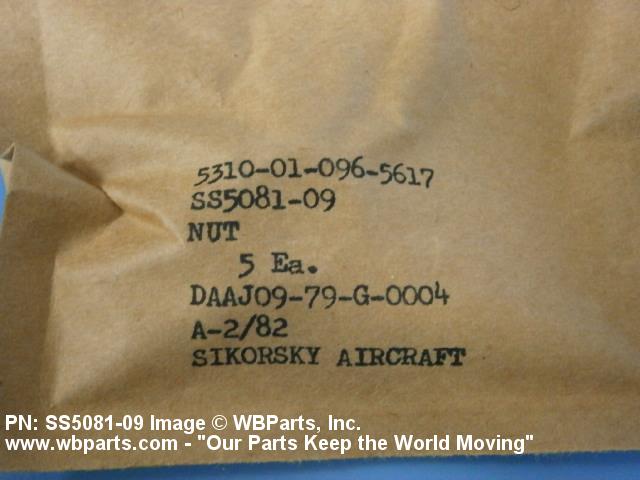 5310-01-096-5617
SS5081-09
NUT
5 Ea.
DAAJ09-79-G-0004
A-2/82
SIKORSKY AIRCRAFT
PN: SS5081-09 Image © WBParts, Inc.
www.wbparts.com - "Our Parts Keep the World Moving"